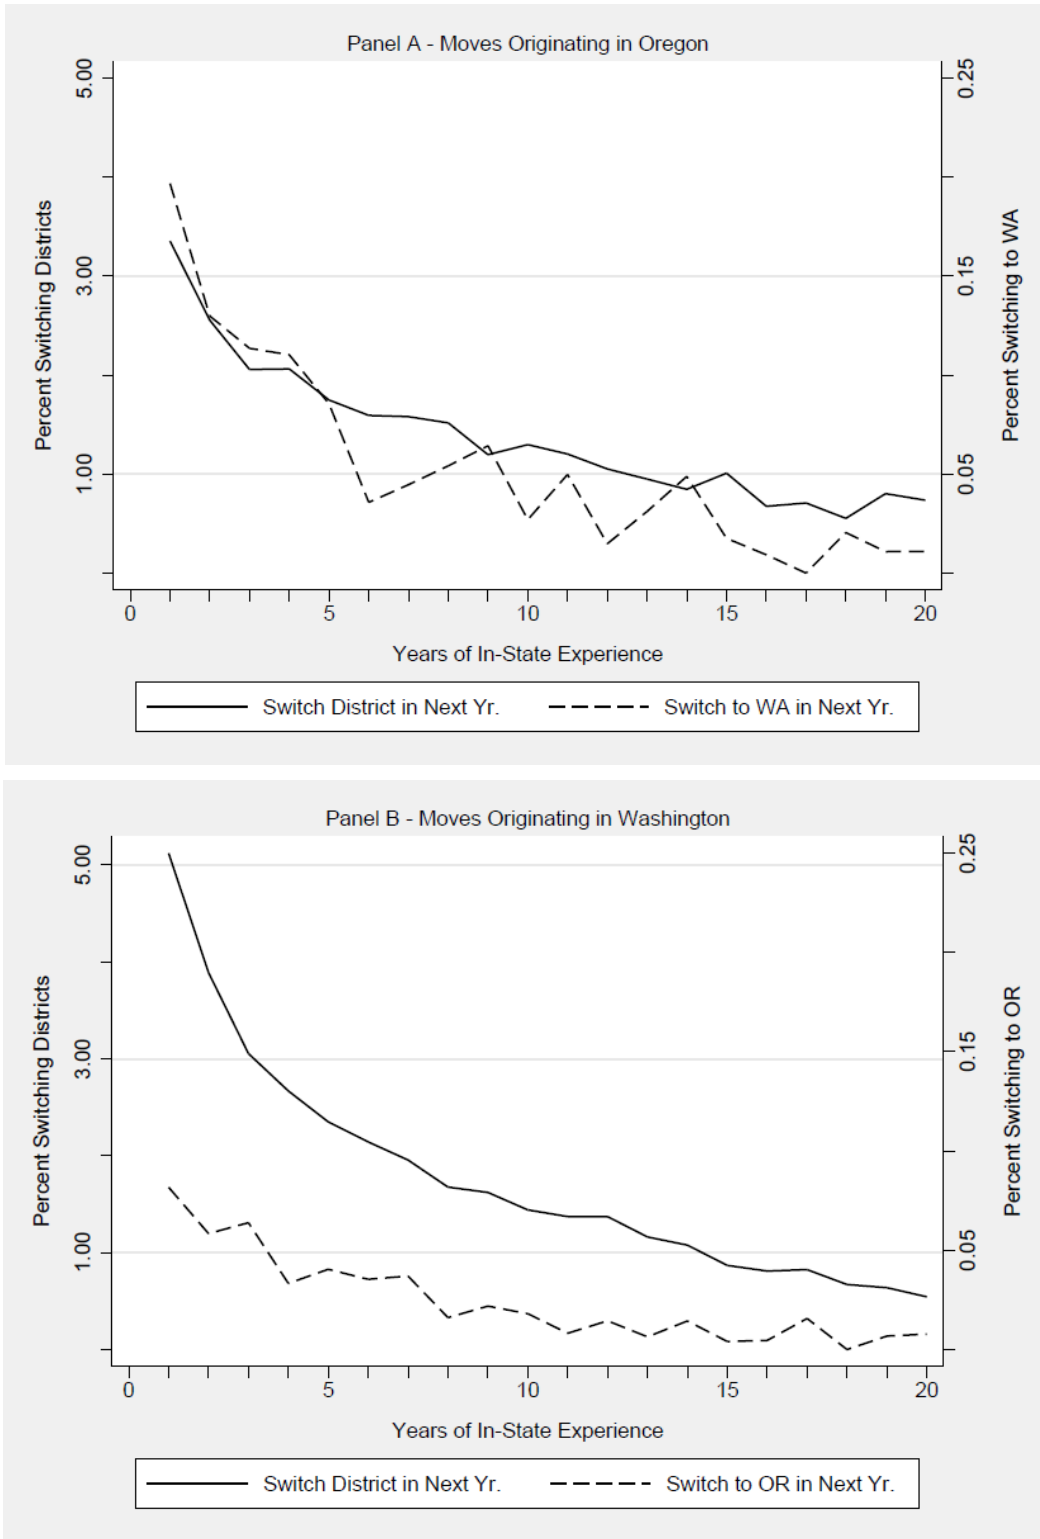 Panel A - Moves Originating in Oregon
5.00
3.00
1.00
Percent Switching Districts
0.25
0.15
0.05
Percent Switching to WA
0 5 10 15 20
Years of In-State Experience
Switch District in Next Yr. Switch to WA in Next Yr.
Panel B - Moves Originating in Washington
5.00
3.00
1.00
Percent Switching Districts
0.25
0.15
0.05
Percent Switching to OR
0 5 10 15 20
Years of In-State Experience
Switch District in Next Yr. Switch to OR in Next Yr.